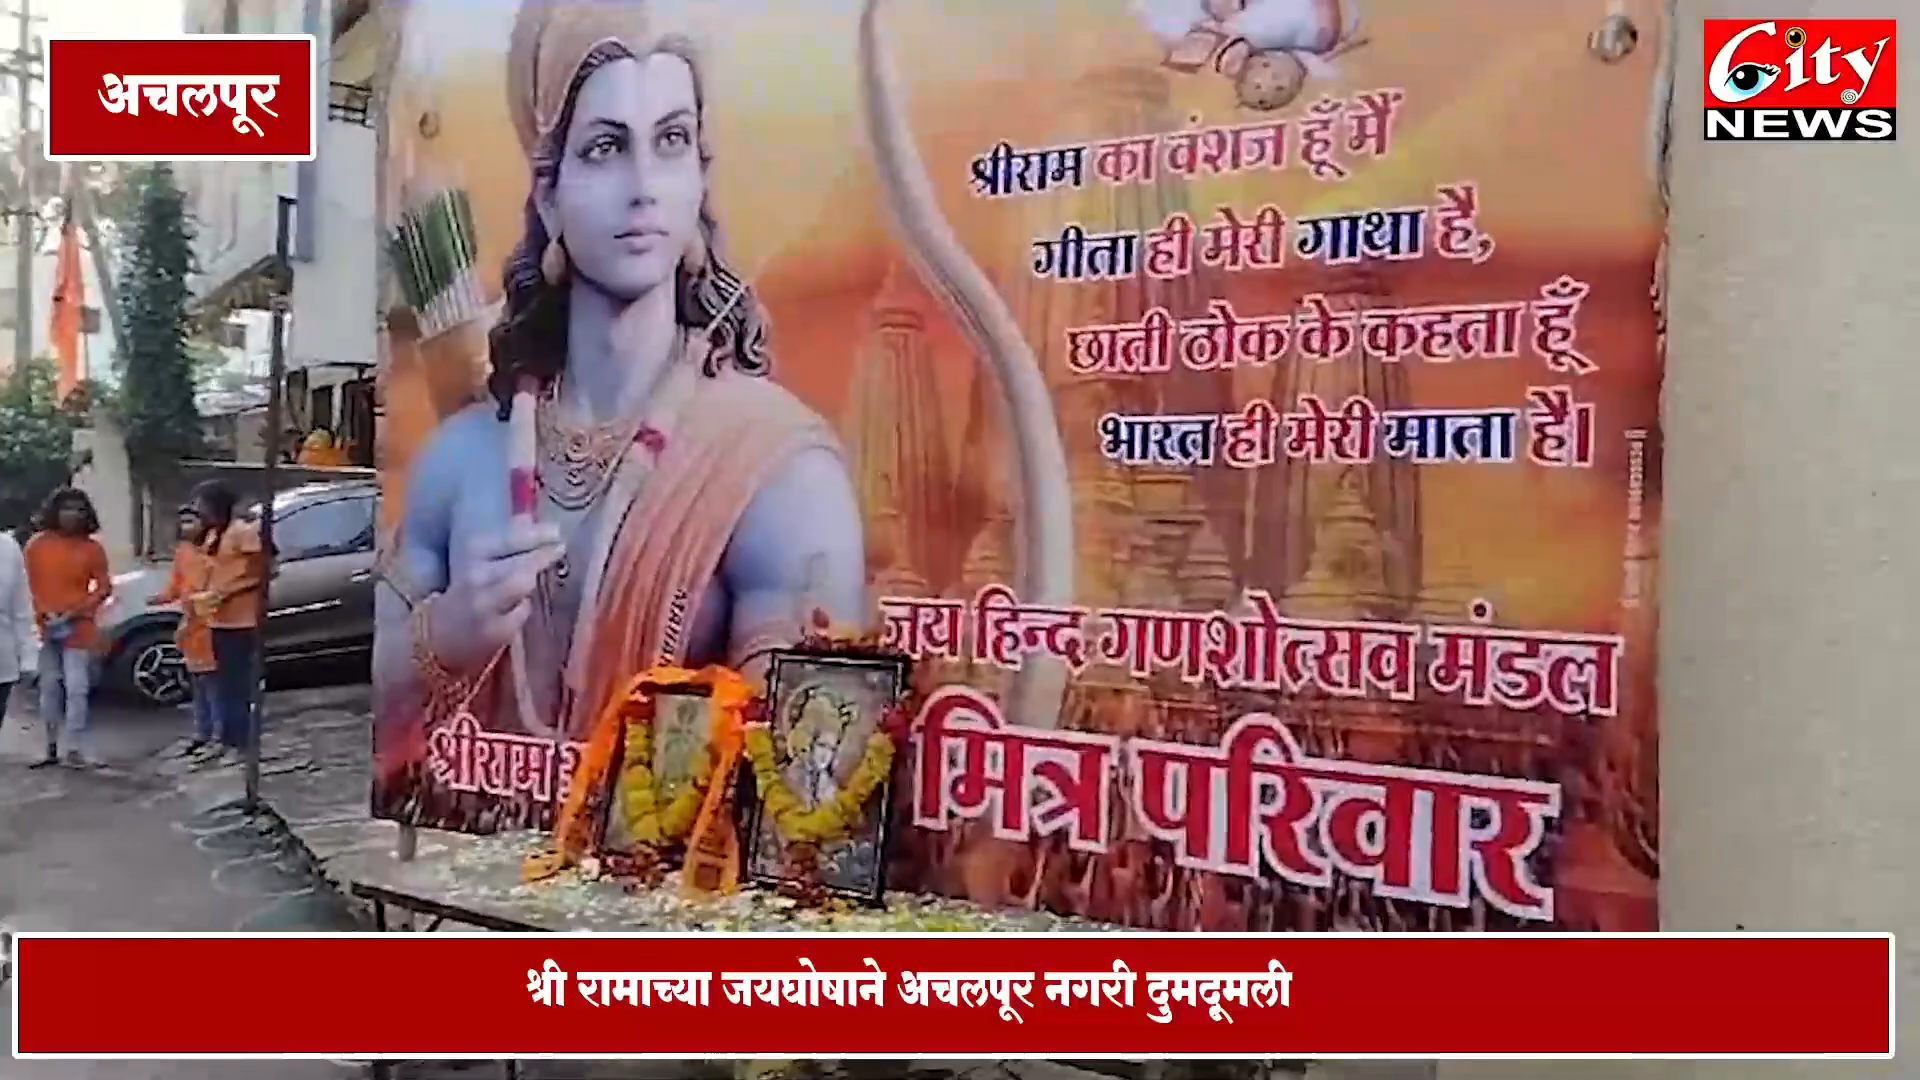 अचलपूर
City
NEWS
श्रीराम का वंशज हूँ मैं
गीता ही मेरी गाथा है,
छाती ठोक के कहता हूँ
भारत ही मेरी माता है।
जय हिन्द गणशोत्सव मंडल
श्रीराम
मित्र परिवार
श्री रामाच्या जयघोषाने अचलपूर नगरी दुमदूमली